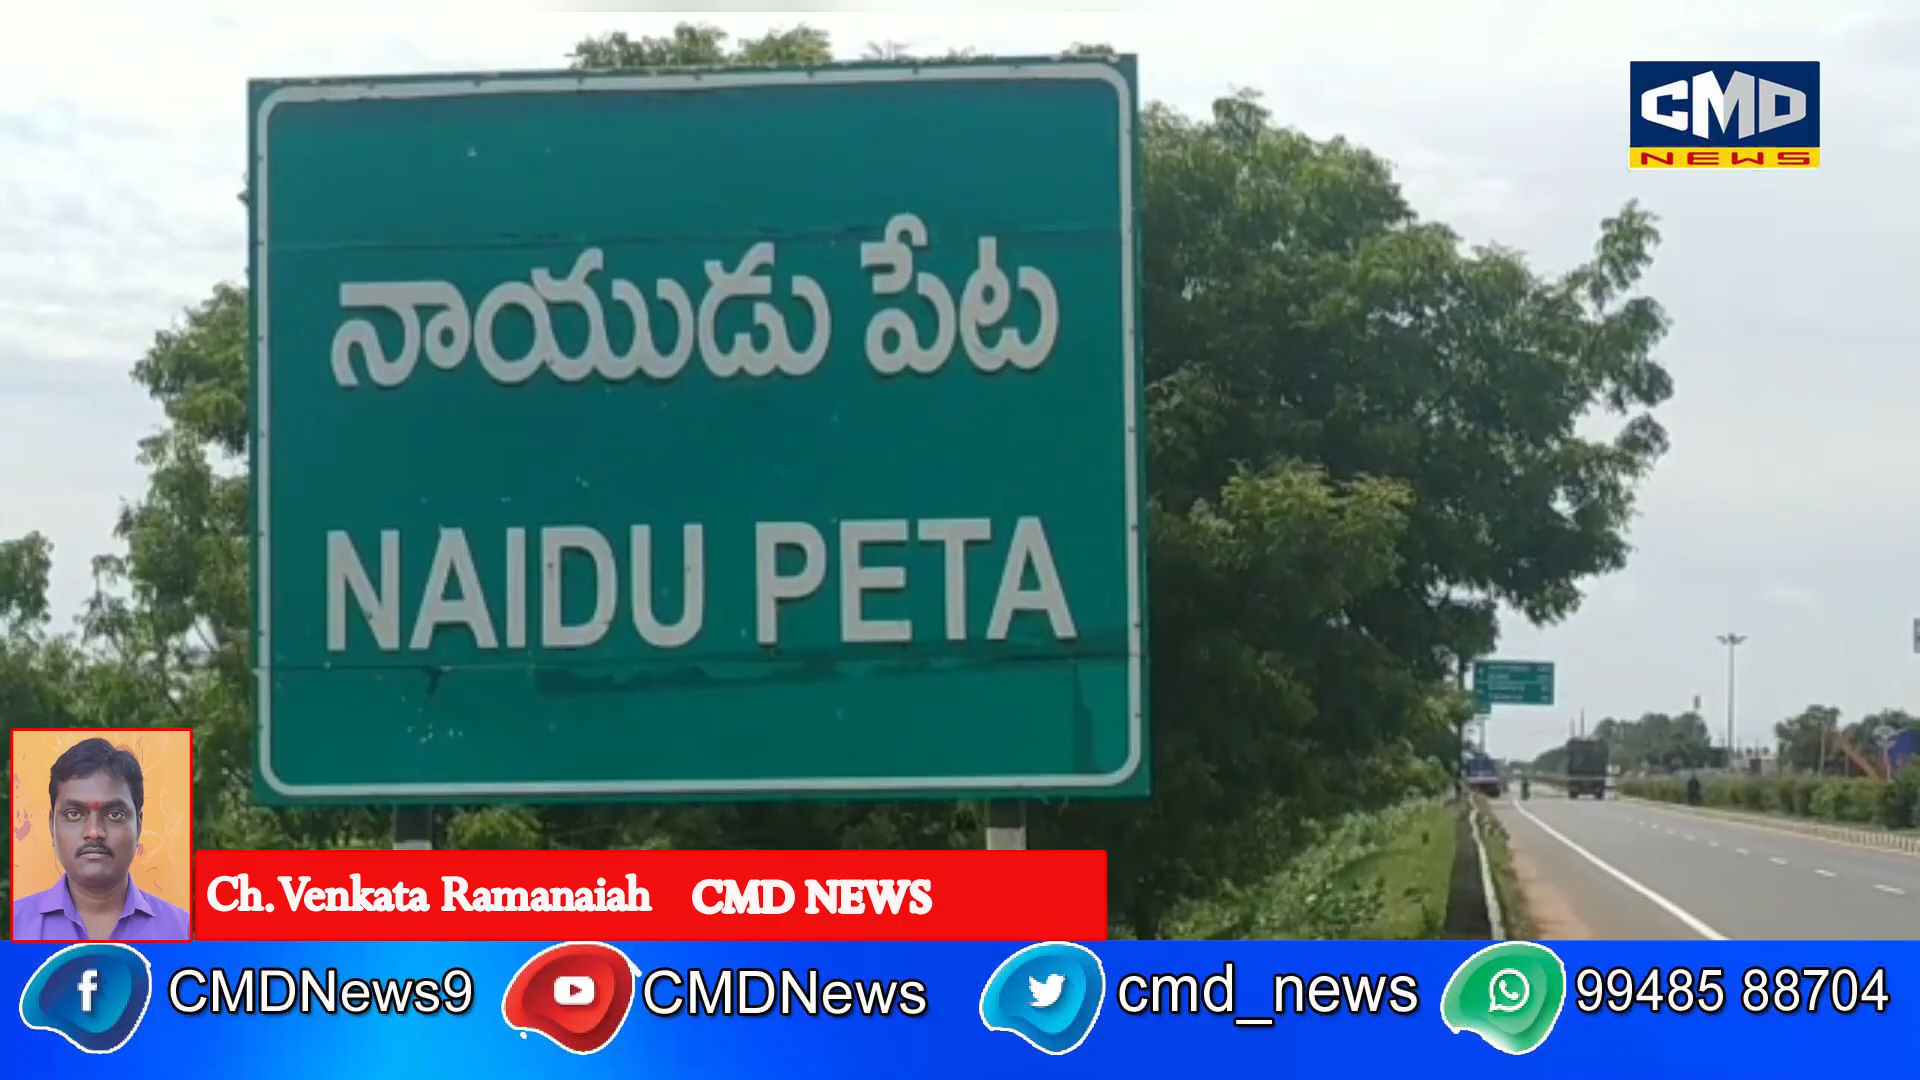 CMD
NEWS
నాయుడు పేట
NAIDU PETA
Ch. Venkata Ramanaiah CMD NEWS
CMDNews9 CMDNews cmd_news 99485 88704